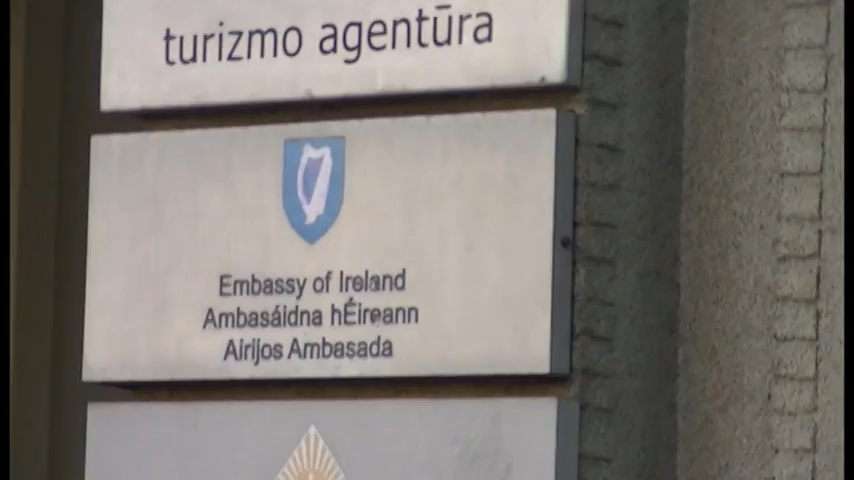 turizmo agentūra
Embassy of Ireland
Ambasáidna hÉireann
Airijos Ambasada